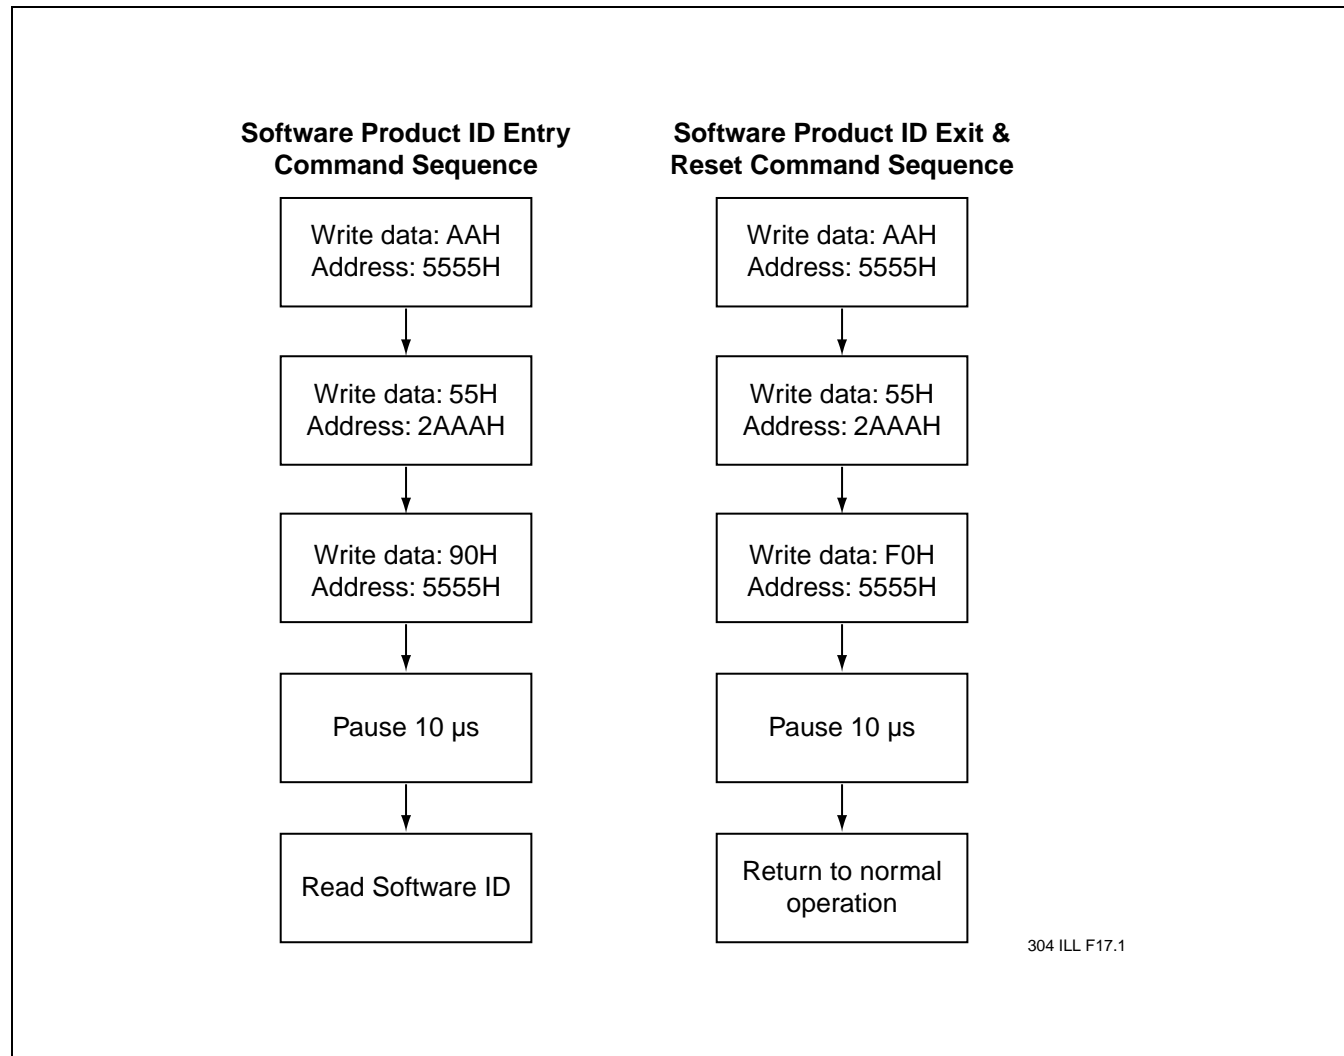 Software Product ID Entry
Command Sequence
Write data: AAH
Address: 5555H
Write data: 55H
Address: 2AAAH
Write data: 90H
Address: 5555H
Pause 10 µs
Read Software ID
Software Product ID Exit &
Reset Command Sequence
Write data: AAH
Address: 5555H
Write data: 55H
Address: 2AAAH
Write data: F0H
Address: 5555H
Pause 10 µs
Return to normal
operation
304 ILL F17.1